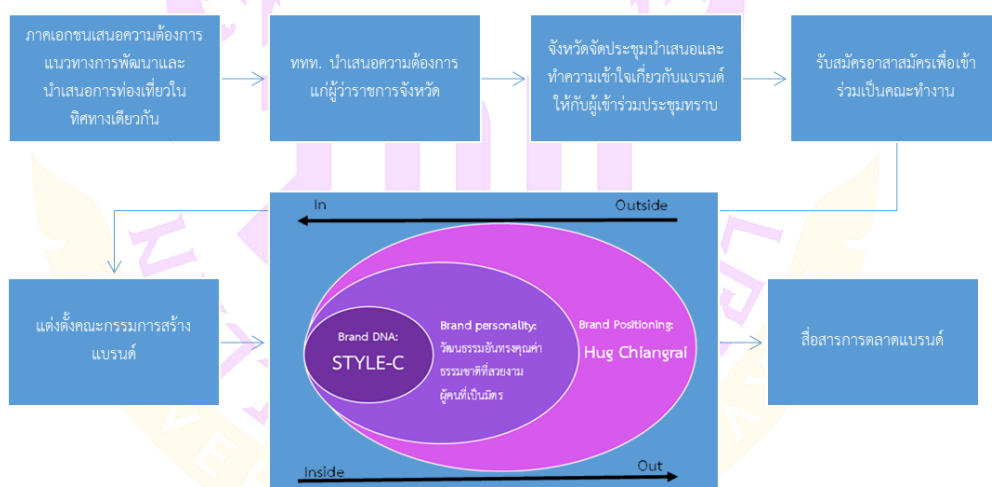 ภาคเอกชนเสนอความต้องการ
แนวทางการพัฒนาและ
นำเสนอการท่องเที่ยวใน
ทิศทางเดียวกัน
ททท. นำเสนอความต้องการ
แก่ผู้ว่าราชการจังหวัด
จังหวัดจัดประชุมนำเสนอและ
ทำความเข้าใจเกี่ยวกับแบรนด์
ให้กับผู้เข้าร่วมประชุมทราบ
รับสมัครอาสาสมัครเพื่อเข้า
ร่วมเป็นคณะทำงาน
แต่งตั้งคณะกรรมการสร้าง
แบรนด์
In
Outside
Brand DNA:
STYLE-C
Brand personality:
วัฒนธรรมอันทรงคุณค่า
ธรรมชาติที่สวยงาม
ผู้คนที่เป็นมิตร
Brand Positioning:
Hug Chiangrai
Inside
Out
สื่อสารการตลาดแบรนด์